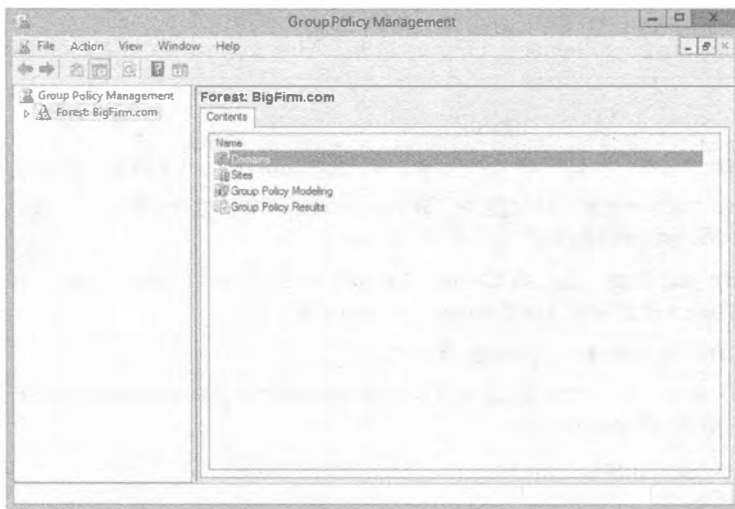 Group Policy Management
File Action View Window Help
Group Policy Management
Forest: BigFirm.com
Forest: BigFirm.com
Contents
Name
Domains
Sites
Group Policy Modeling
Group Policy Results